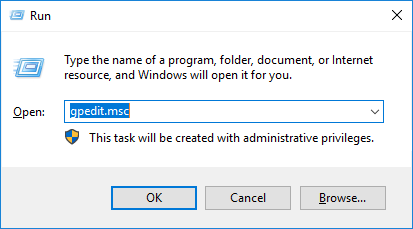 Run
Type the name of a program, folder, document, or Internet
resource, and Windows will open it for you.
Open: gpedit.msc
This task will be created with administrative privileges.
OK Cancel Browse...